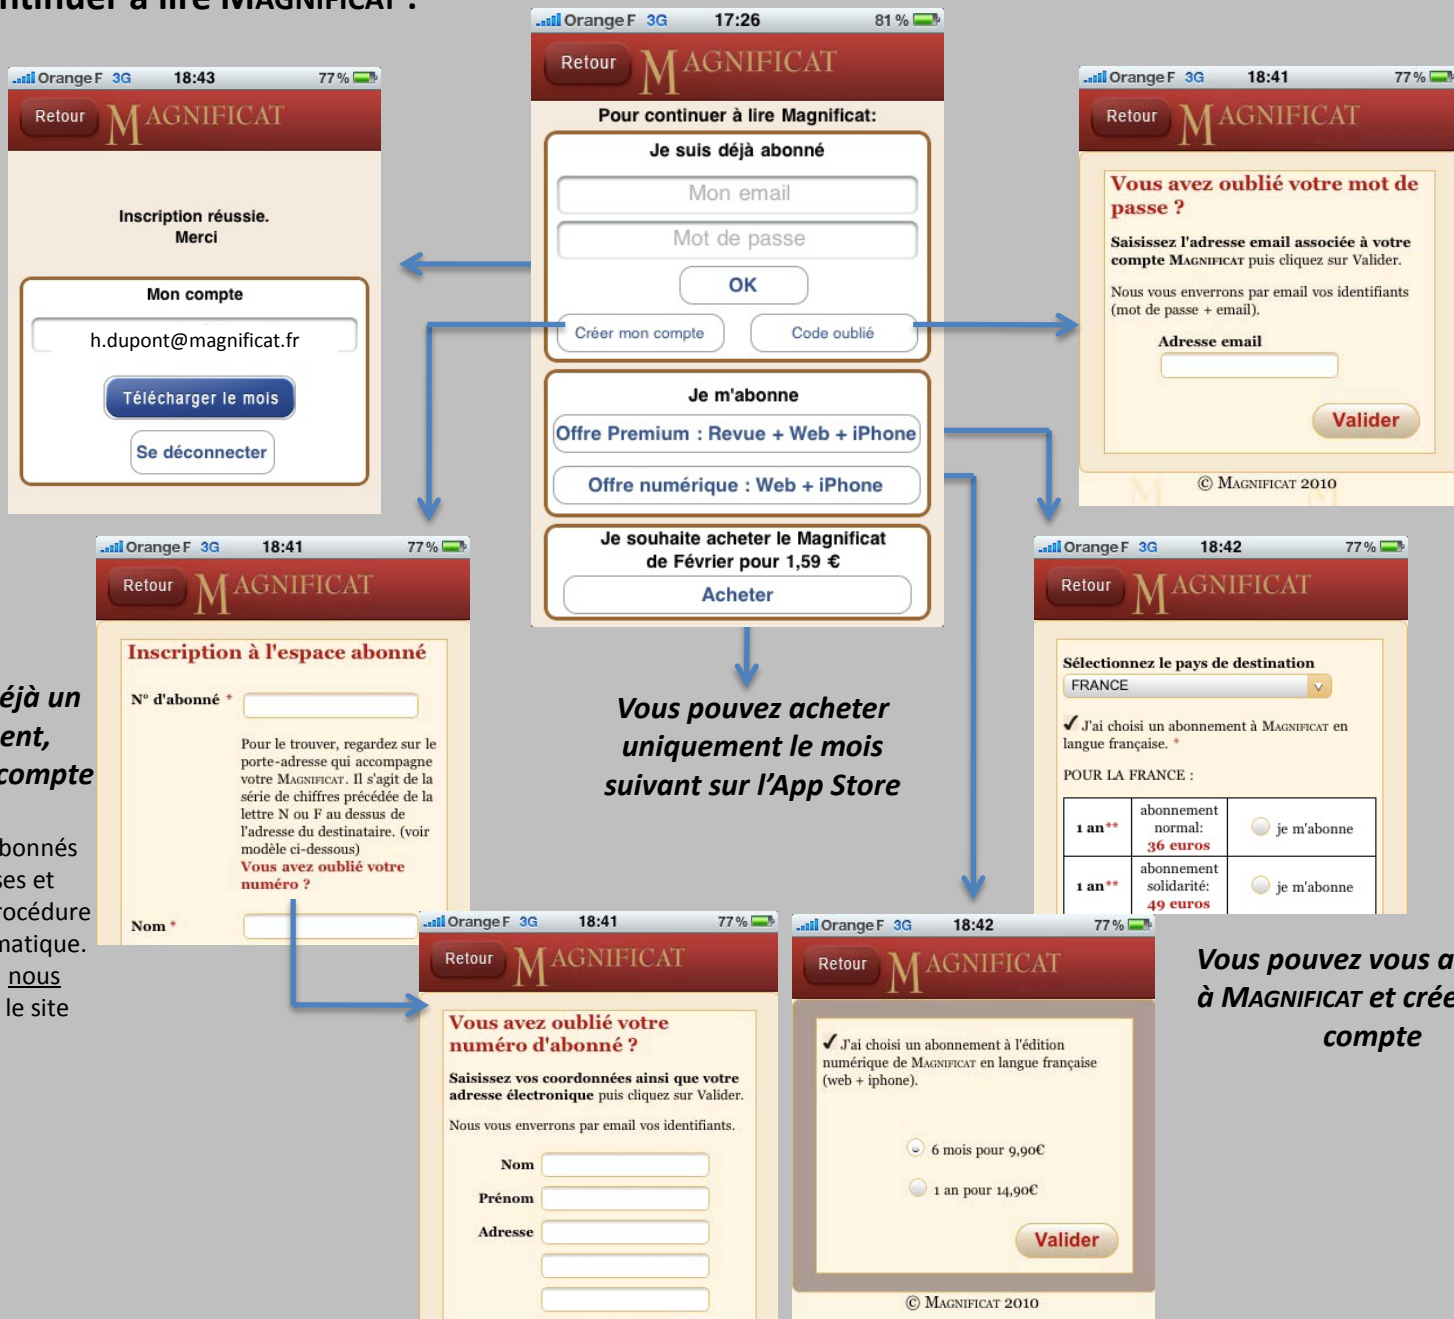 ntinuer à lire MAGNIFICAT :
Orange F 3G 18:43 77 %
Retour MAGNIFICAT
Inscription réussie.
Merci
Mon compte
h.dupont@magnificat.fr
Télécharger le mois
Se déconnecter
Orange F 3G 17:26 81 %
Retour MAGNIFICAT
Pour continuer à lire Magnificat:
Je suis déjà abonné
Mon email
Mot de passe
OK
Créer mon compte Code oublié
Je m'abonne
Offre Premium : Revue + Web + iPhone
Offre numérique : Web + iPhone
Je souhaite acheter le Magnificat
de Février pour 1,59 €
Acheter
Orange F 3G 18:41 77 %
Retour MAGNIFICAT
Vous avez oublié votre mot de
passe ?
Saisissez l'adresse email associée à votre
compte MAGNIFICAT puis cliquez sur Valider.
Nous vous enverrons par email vos identifiants
(mot de passe + email).
Adresse email
Valider
© MAGNIFICAT 2010
éjà un
ent,
compte
bonnés
ses et
rocédure
matique.
nous
le site
Orange F 3G 18:41 77 %
Retour MAGNIFICAT
Inscription à l'espace abonné
N° d'abonné *
Pour le trouver, regardez sur le
porte-adresse qui accompagne
votre MAGNIFICAT. Il s'agit de la
série de chiffres précédée de la
lettre N ou F au dessus de
l'adresse du destinataire. (voir
modèle ci-dessous)
Vous avez oublié votre
numéro ?
Nom *
Vous pouvez acheter
uniquement le mois
suivant sur l'App Store
Orange F 3G 18:42 77 %
Retour MAGNIFICAT
Sélectionnez le pays de destination
FRANCE
J'ai choisi un abonnement à MAGNIFICAT en
langue française. *
POUR LA FRANCE :
1 an** abonnement normal: 36 euros je m'abonne
1 an** abonnement solidarité: 49 euros je m'abonne
Orange F 3G 18:41 77 %
Retour MAGNIFICAT
Vous avez oublié votre
numéro d'abonné ?
Saisissez vos coordonnées ainsi que votre
adresse électronique puis cliquez sur Valider.
Nous vous enverrons par email vos identifiants.
Nom
Prénom
Adresse
Orange F 3G 18:42 77 %
Retour MAGNIFICAT
J'ai choisi un abonnement à l'édition
numérique de MAGNIFICAT en langue française
(web + iphone).
6 mois pour 9,90€
1 an pour 14,90€
Valider
© MAGNIFICAT 2010
Vous pouvez vous a
à MAGNIFICAT et crée
compte